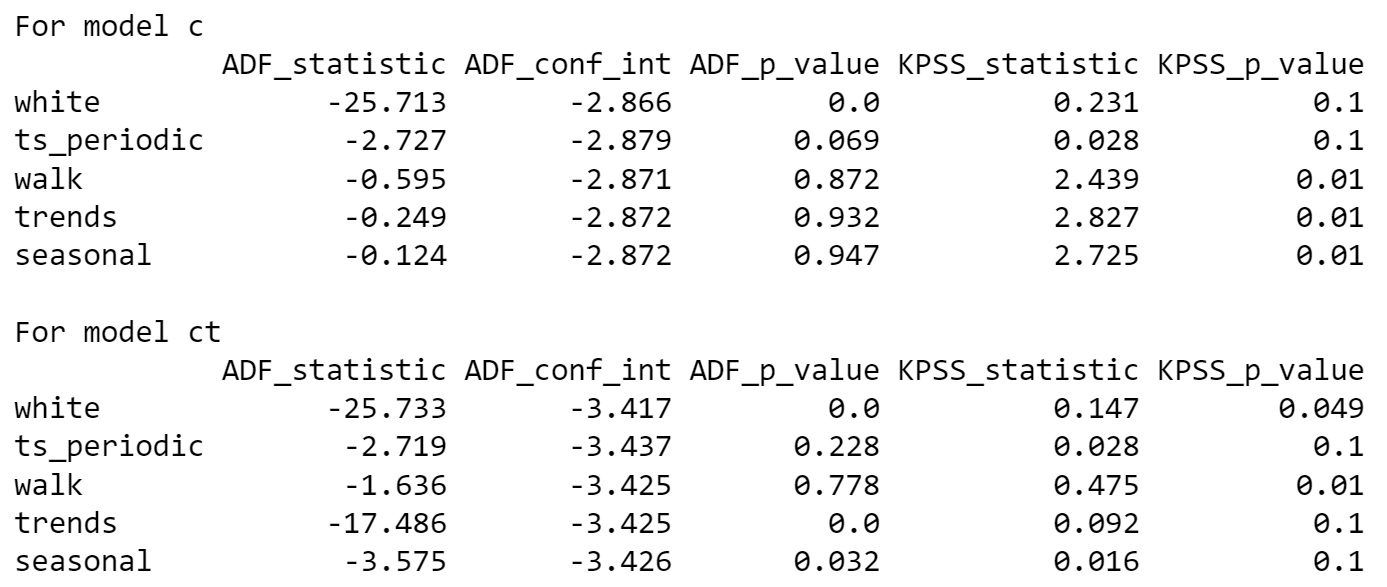 For model c
ADF_statistic ADF_conf_int ADF_p_value KPSS_statistic KPSS_p_value
white -25.713 -2.866 0.0 0.231 0.1
ts_periodic -2.727 -2.879 0.069 0.028 0.1
walk -0.595 -2.871 0.872 2.439 0.01
trends -0.249 -2.872 0.932 2.827 0.01
seasonal -0.124 -2.872 0.947 2.725 0.01
For model ct
ADF_statistic ADF_conf_int ADF_p_value KPSS_statistic KPSS_p_value
white -25.733 -3.417 0.0 0.147 0.049
ts_periodic -2.719 -3.437 0.228 0.028 0.1
walk -1.636 -3.425 0.778 0.475 0.01
trends -17.486 -3.425 0.0 0.092 0.1
seasonal -3.575 -3.426 0.032 0.016 0.1